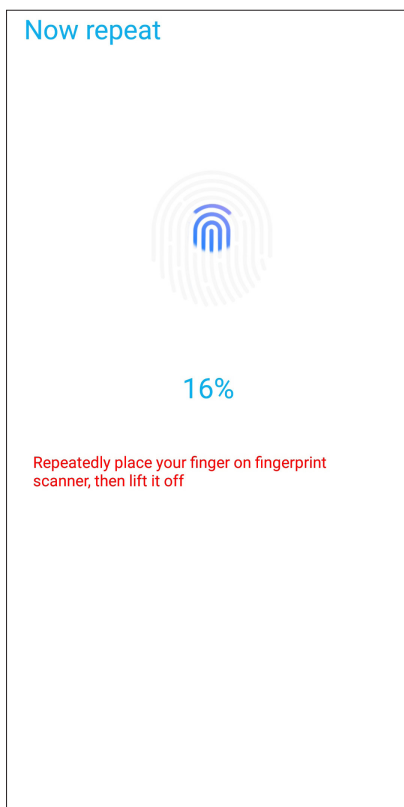 Now repeat
16%
Repeatedly place your finger on fingerprint
scanner, then lift it off